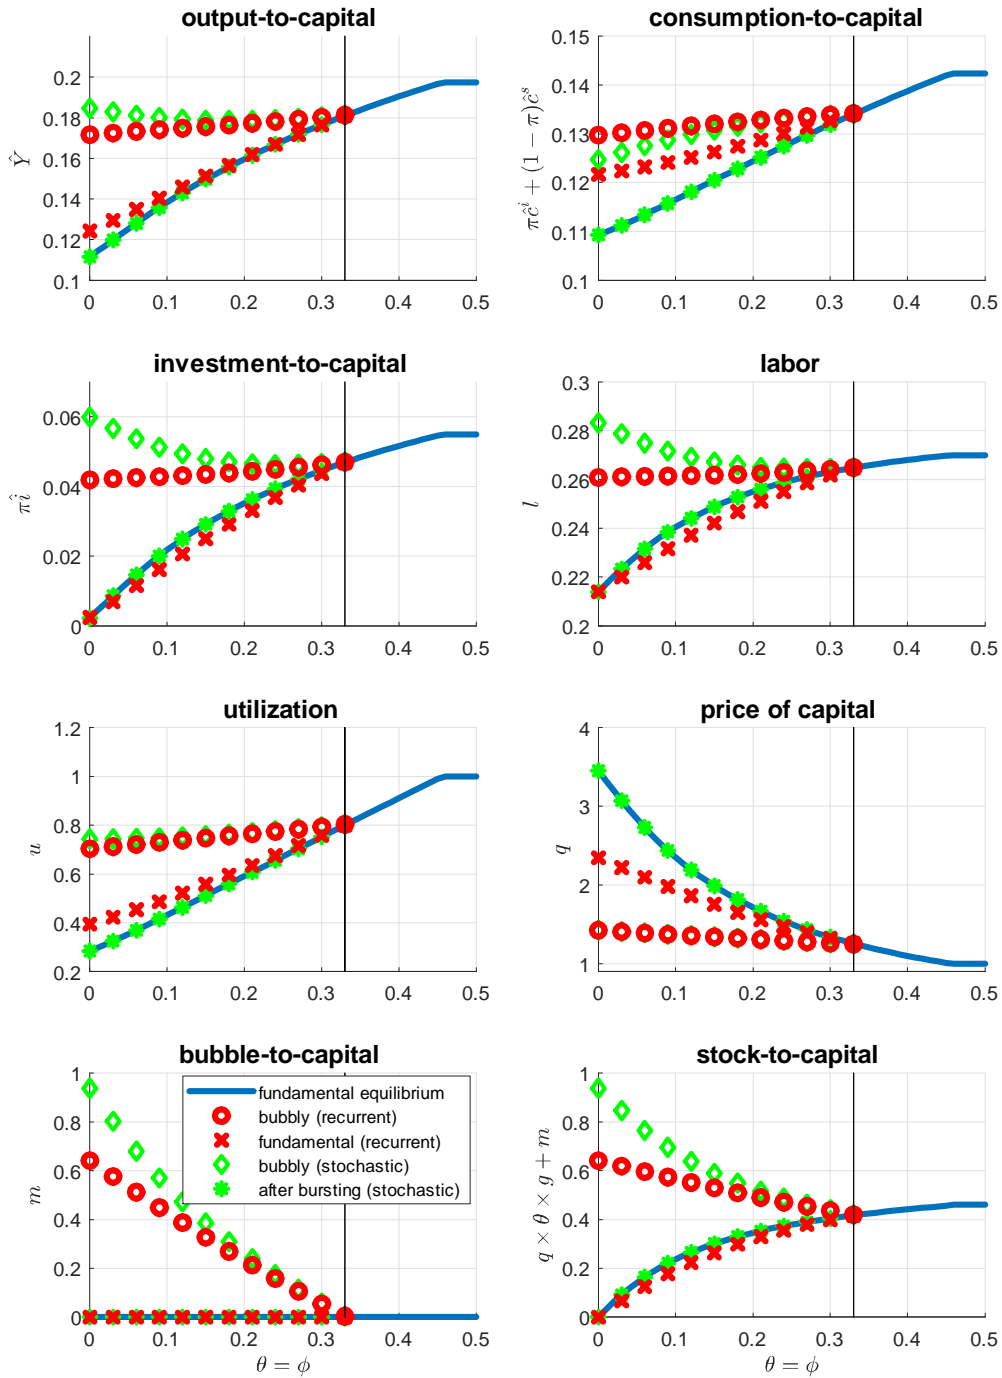 output-to-capital
0.2
0.18
0.16
0.14
0.12
0.1
Ŷ
0 0.1 0.2 0.3 0.4 0.5
consumption-to-capital
0.15
0.14
0.13
0.12
0.11
0.1
πĉⁱ + (1 − π)ĉˢ
0 0.1 0.2 0.3 0.4 0.5
investment-to-capital
0.06
0.04
0.02
0
πî
0 0.1 0.2 0.3 0.4 0.5
labor
0.3
0.28
0.26
0.24
0.22
0.2
l
0 0.1 0.2 0.3 0.4 0.5
utilization
1.2
1
0.8
0.6
0.4
0.2
u
0 0.1 0.2 0.3 0.4 0.5
price of capital
4
3
2
1
q
0 0.1 0.2 0.3 0.4 0.5
bubble-to-capital
1
0.8
0.6
0.4
0.2
0
m
fundamental equilibrium
bubbly (recurrent)
fundamental (recurrent)
bubbly (stochastic)
after bursting (stochastic)
0 0.1 0.2 0.3 0.4 0.5
θ = ϕ
stock-to-capital
1
0.8
0.6
0.4
0.2
0
q × θ × g + m
0 0.1 0.2 0.3 0.4 0.5
θ = ϕ